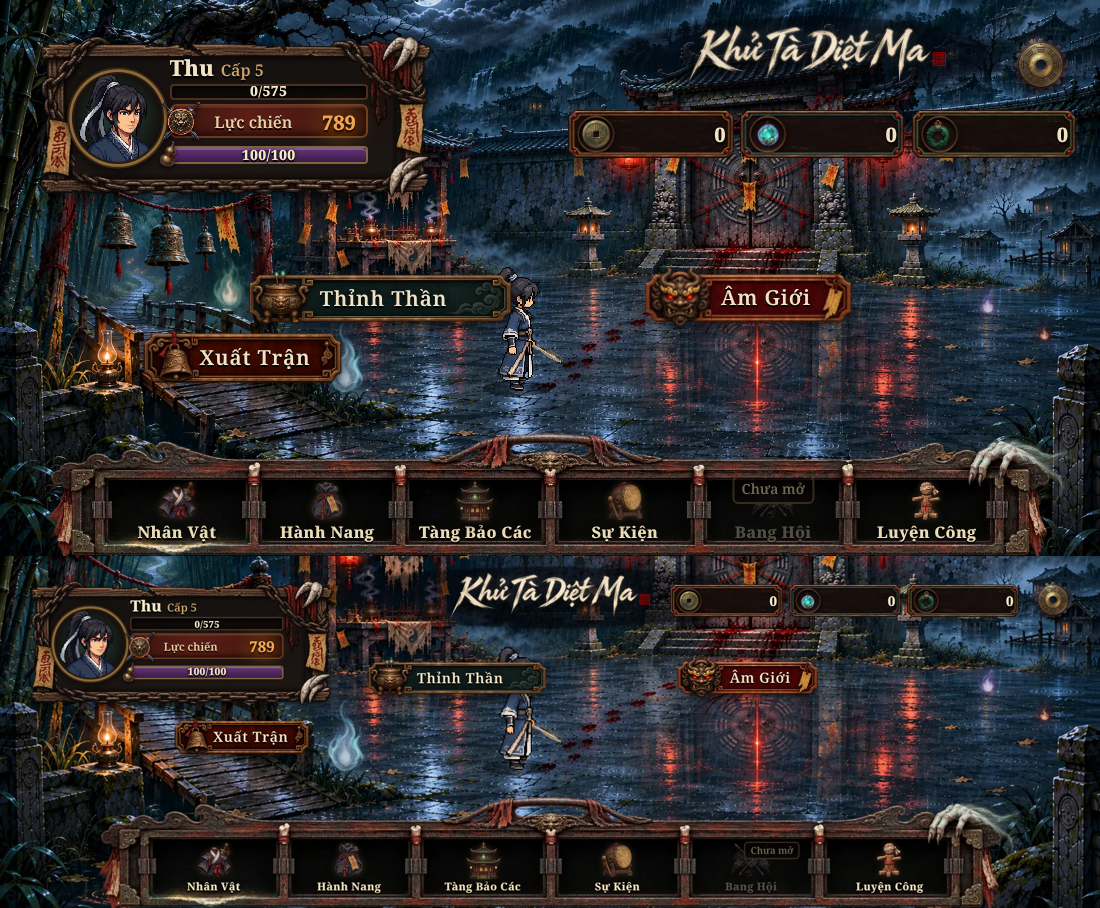 Thu Cấp 5
0/575
Lực chiến 789
100/100
Khử Tà Diệt Ma
0
0
0
Thỉnh Thần
Âm Giới
Xuất Trận
Chưa mở
Nhân Vật
Hành Nang
Tàng Bảo Các
Sự Kiện
Bang Hội
Luyện Công
Thu Cấp 5
0/575
Lực chiến 789
100/100
Khử Tà Diệt Ma
0
0
0
Thỉnh Thần
Âm Giới
Xuất Trận
Chưa mở
Nhân Vật
Hành Nang
Tàng Bảo Các
Sự Kiện
Bang Hội
Luyện Công